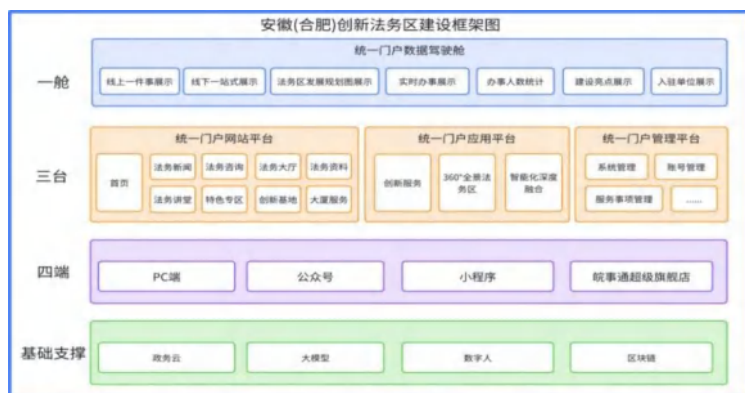 安徽(合肥)创新法务区建设框架图
一舱
统一门户数据驾驶舱
线上一件事展示 线下一站式展示 法务区发展规划图展示 实时办事展示 办事人数统计 建设亮点展示 入驻单位展示
三台
统一门户网站平台
首页
法务新闻 法务咨询 法务大厅 法务资料
法务讲堂 特色专区 创新基地 大厦服务
统一门户应用平台
创新服务
360°全景法
务区
智能化深度
融合
统一门户管理平台
系统管理 账号管理
服务事项管理 ......
四端
PC端 公众号 小程序 皖事通超级旗舰店
基础支撑
政务云 大模型 数字人 区块链